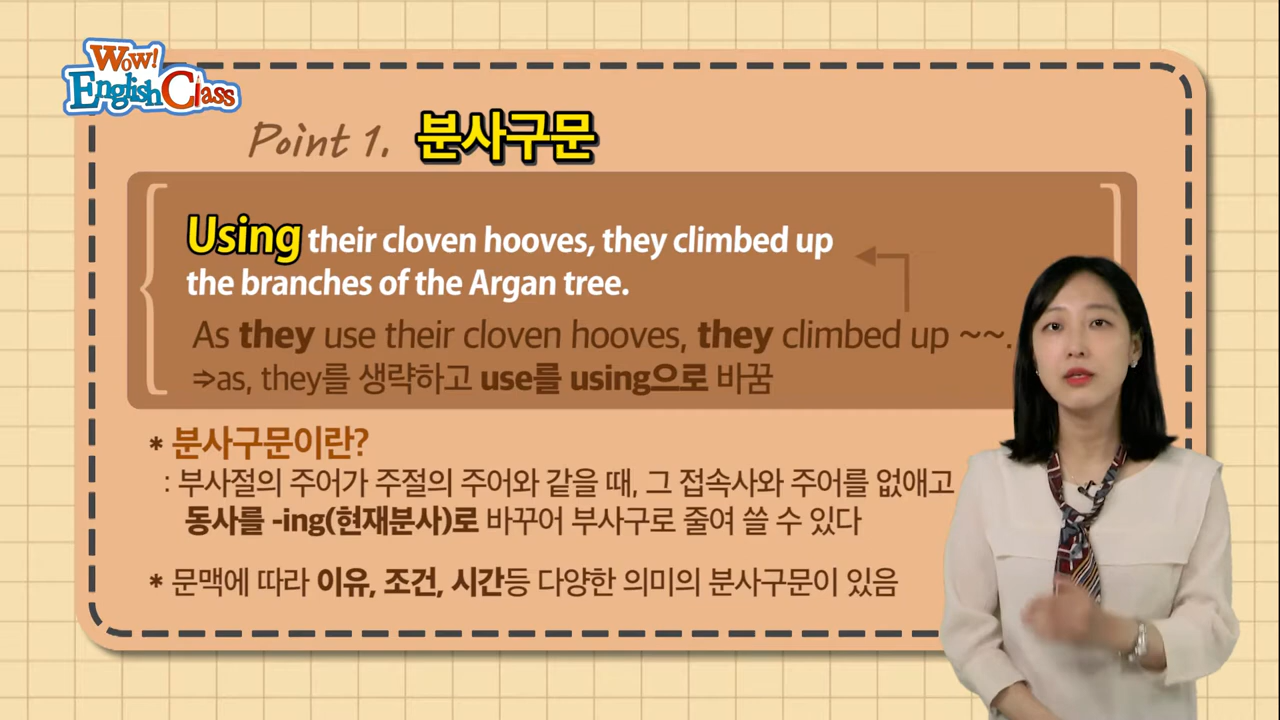 Wow!
English Class
Point 1. 분사구문
Using their cloven hooves, they climbed up
the branches of the Argan tree.
As they use their cloven hooves, they climbed up ~~.
⇒as, they를 생략하고 use를 using으로 바꿈
* 분사구문이란?
: 부사절의 주어가 주절의 주어와 같을 때, 그 접속사와 주어를 없애고
동사를 -ing(현재분사)로 바꾸어 부사구로 줄여 쓸 수 있다
* 문맥에 따라 이유, 조건, 시간등 다양한 의미의 분사구문이 있음